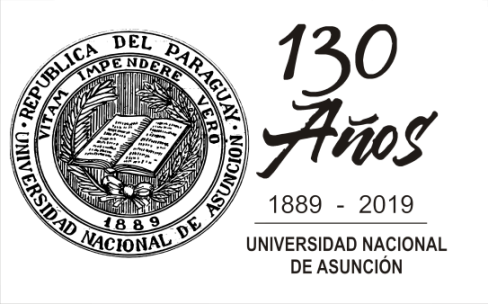 REPUBLICA DEL PARAGUAY
UNIVERSIDAD NACIONAL DE ASUNCION
VITAM IMPENDERE VERO
1889
130
Años
1889 - 2019
UNIVERSIDAD NACIONAL
DE ASUNCIÓN